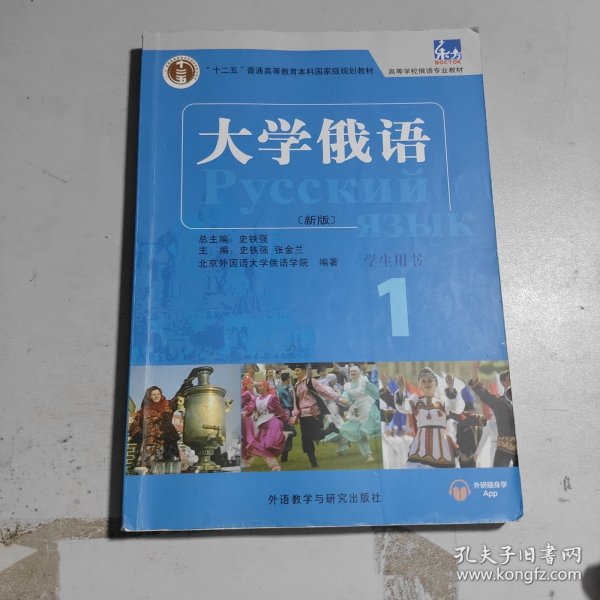 "十二五"普通高等教育本科国家级规划教材
东方
DOCTOK
高等学校俄语专业教材
大学俄语
Русский
язык
〔新版〕
总主编：史铁强
主　编：史铁强 张金兰
北京外国语大学俄语学院　编著
学生用书
1
外研随身学
App
外语教学与研究出版社
孔夫子旧书网
www.kongfz.com